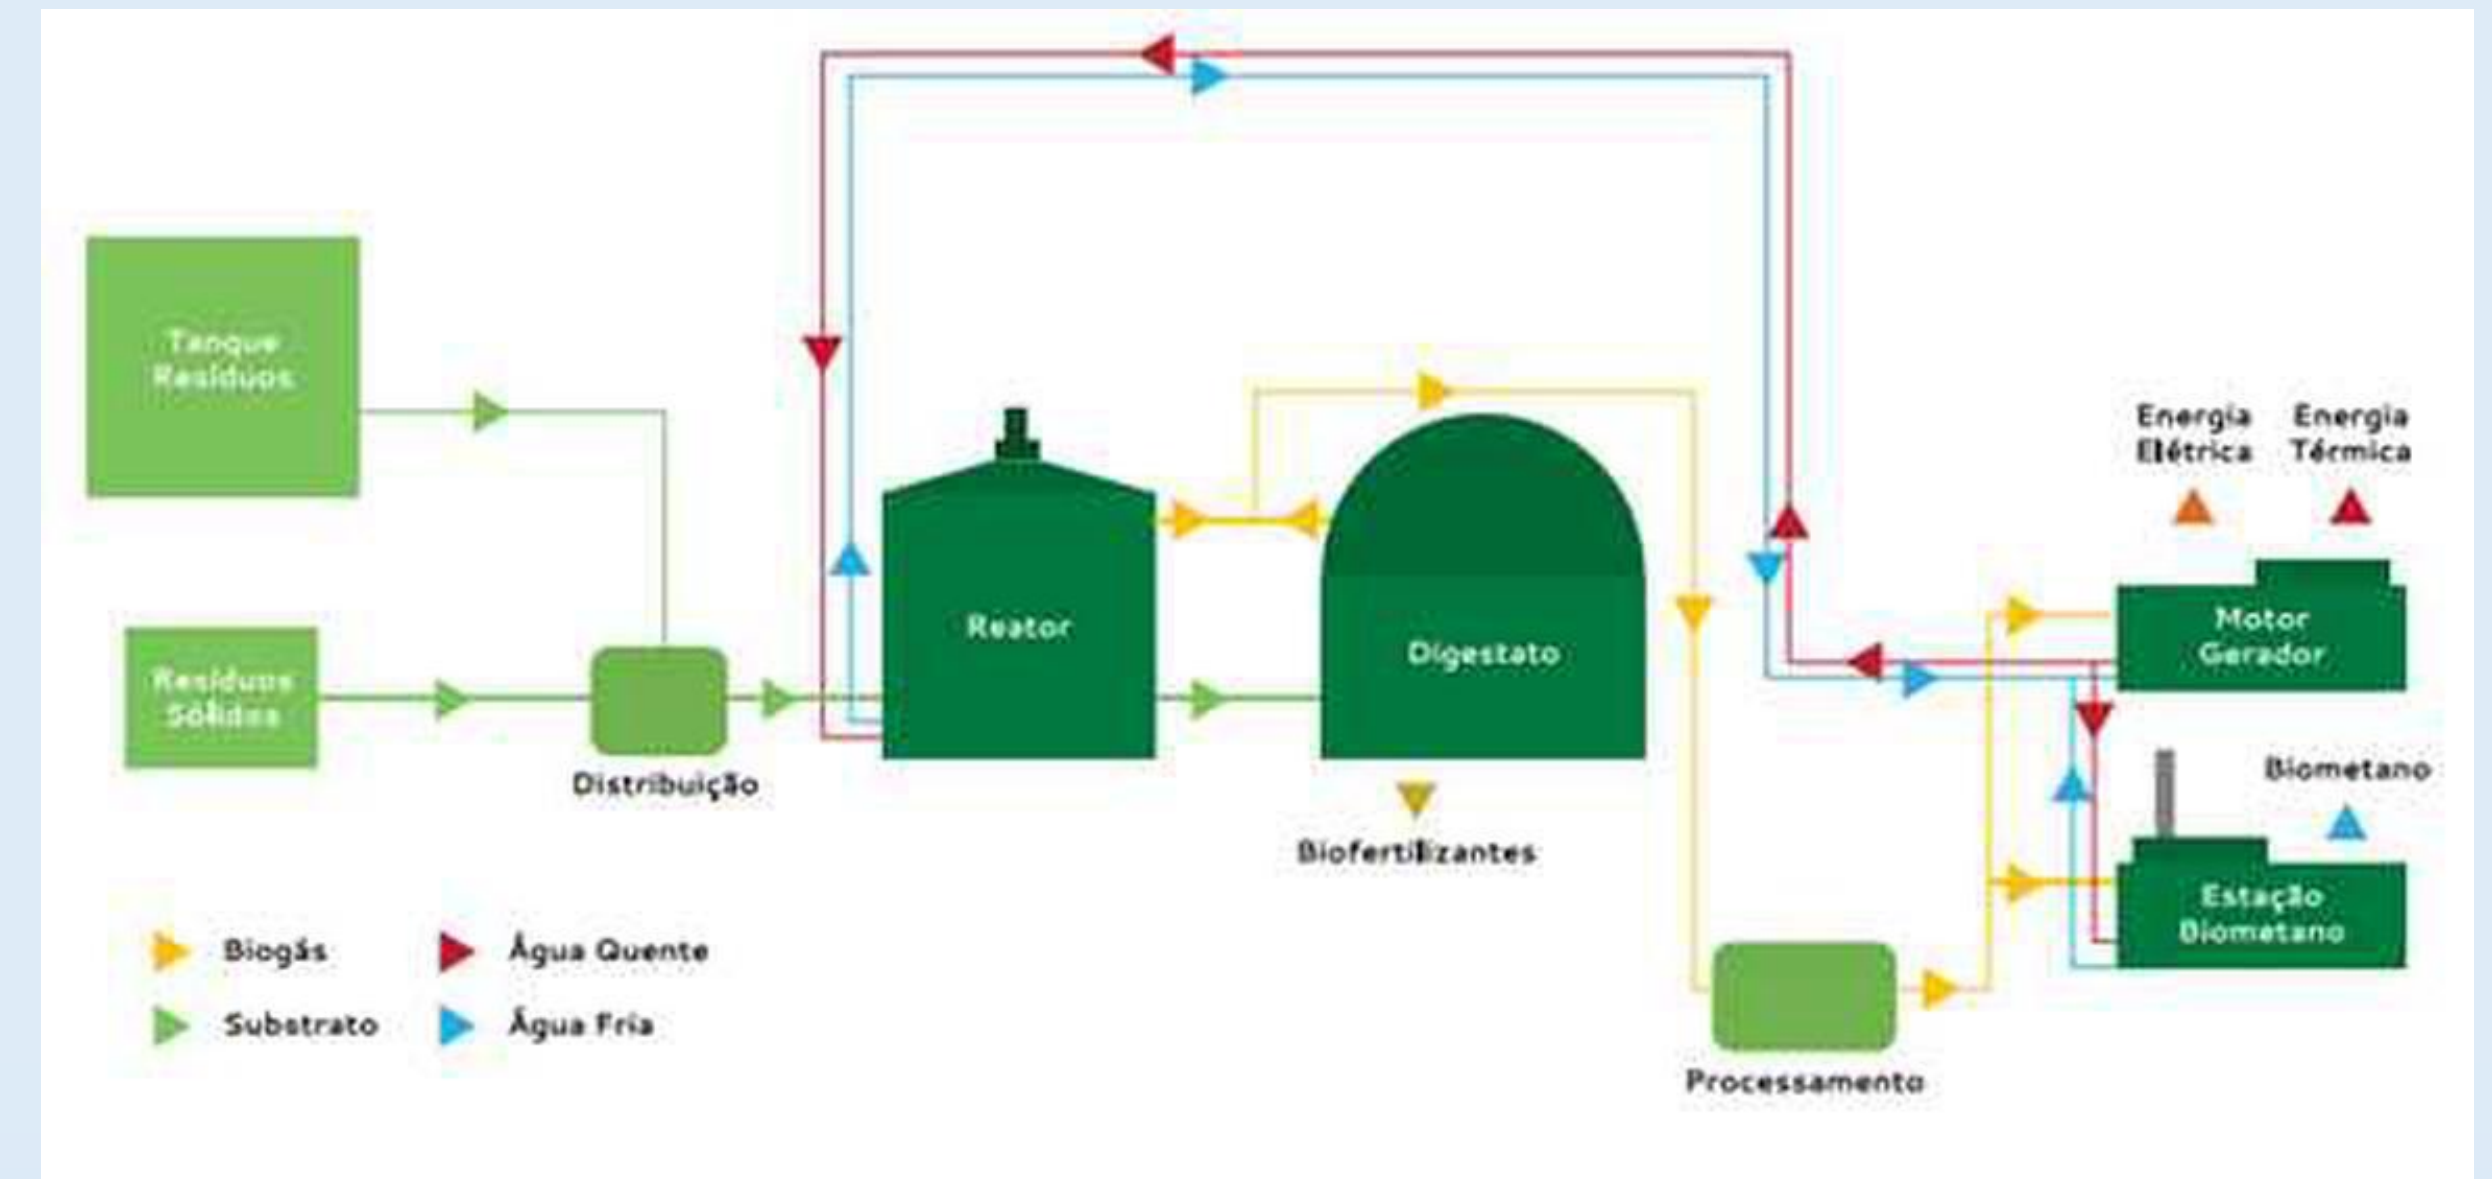 Tanque
Resíduos
Energia
Elétrica
Energia
Térmica
Reator
Digestato
Motor
Gerador
Resíduos
Sólidos
Distribuição
Biofertilizantes
Biometano
Estação
Biometano
Biogás
Água Quente
Substrato
Água Fria
Processamento